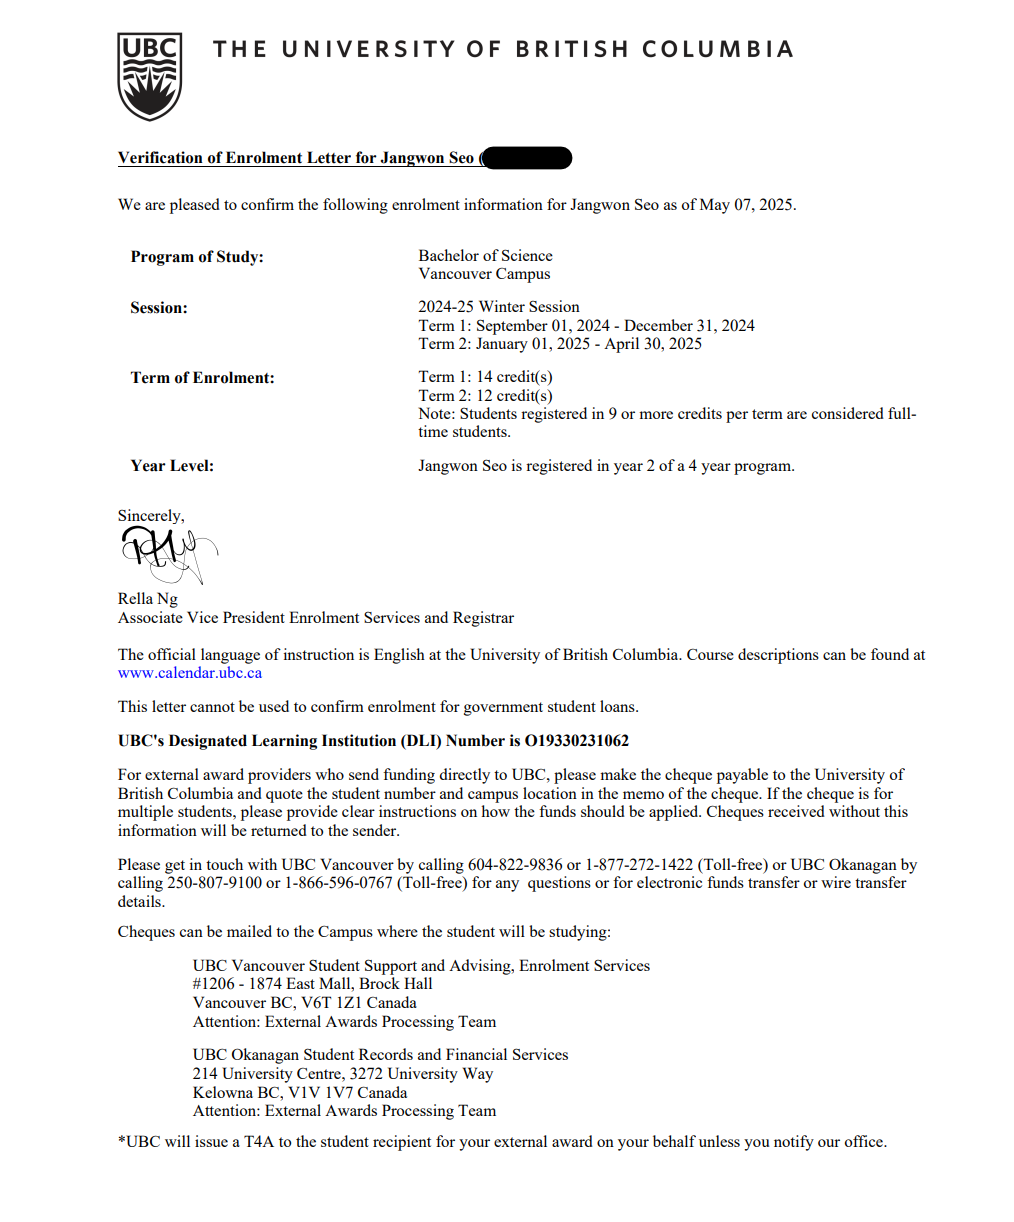 UBC
THE UNIVERSITY OF BRITISH COLUMBIA
Verification of Enrolment Letter for Jangwon Seo (
We are pleased to confirm the following enrolment information for Jangwon Seo as of May 07, 2025.
Program of Study: Bachelor of Science
Vancouver Campus
Session: 2024-25 Winter Session
Term 1: September 01, 2024 - December 31, 2024
Term 2: January 01, 2025 - April 30, 2025
Term of Enrolment: Term 1: 14 credit(s)
Term 2: 12 credit(s)
Note: Students registered in 9 or more credits per term are considered full-
time students.
Year Level: Jangwon Seo is registered in year 2 of a 4 year program.
Sincerely,
Rella Ng
Associate Vice President Enrolment Services and Registrar
The official language of instruction is English at the University of British Columbia. Course descriptions can be found at
www.calendar.ubc.ca
This letter cannot be used to confirm enrolment for government student loans.
UBC's Designated Learning Institution (DLI) Number is O19330231062
For external award providers who send funding directly to UBC, please make the cheque payable to the University of
British Columbia and quote the student number and campus location in the memo of the cheque. If the cheque is for
multiple students, please provide clear instructions on how the funds should be applied. Cheques received without this
information will be returned to the sender.
Please get in touch with UBC Vancouver by calling 604-822-9836 or 1-877-272-1422 (Toll-free) or UBC Okanagan by
calling 250-807-9100 or 1-866-596-0767 (Toll-free) for any  questions or for electronic funds transfer or wire transfer
details.
Cheques can be mailed to the Campus where the student will be studying:
UBC Vancouver Student Support and Advising, Enrolment Services
#1206 - 1874 East Mall, Brock Hall
Vancouver BC, V6T 1Z1 Canada
Attention: External Awards Processing Team
UBC Okanagan Student Records and Financial Services
214 University Centre, 3272 University Way
Kelowna BC, V1V 1V7 Canada
Attention: External Awards Processing Team
*UBC will issue a T4A to the student recipient for your external award on your behalf unless you notify our office.